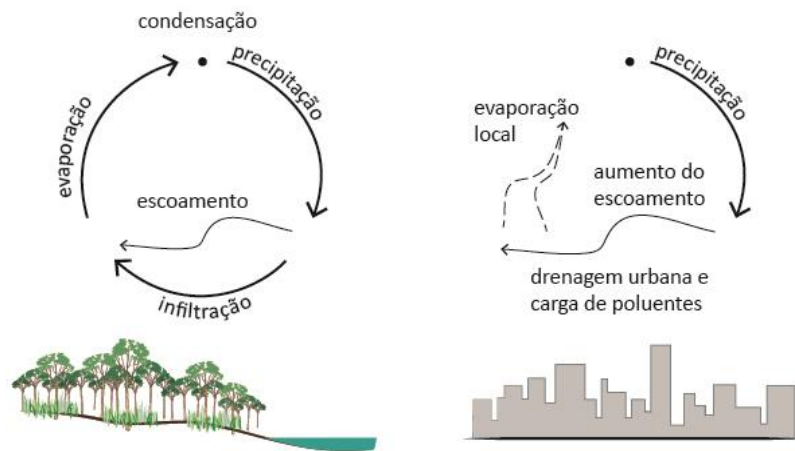 condensação
precipitação
evaporação
escoamento
infiltração
precipitação
evaporação
local
aumento do
escoamento
drenagem urbana e
carga de poluentes